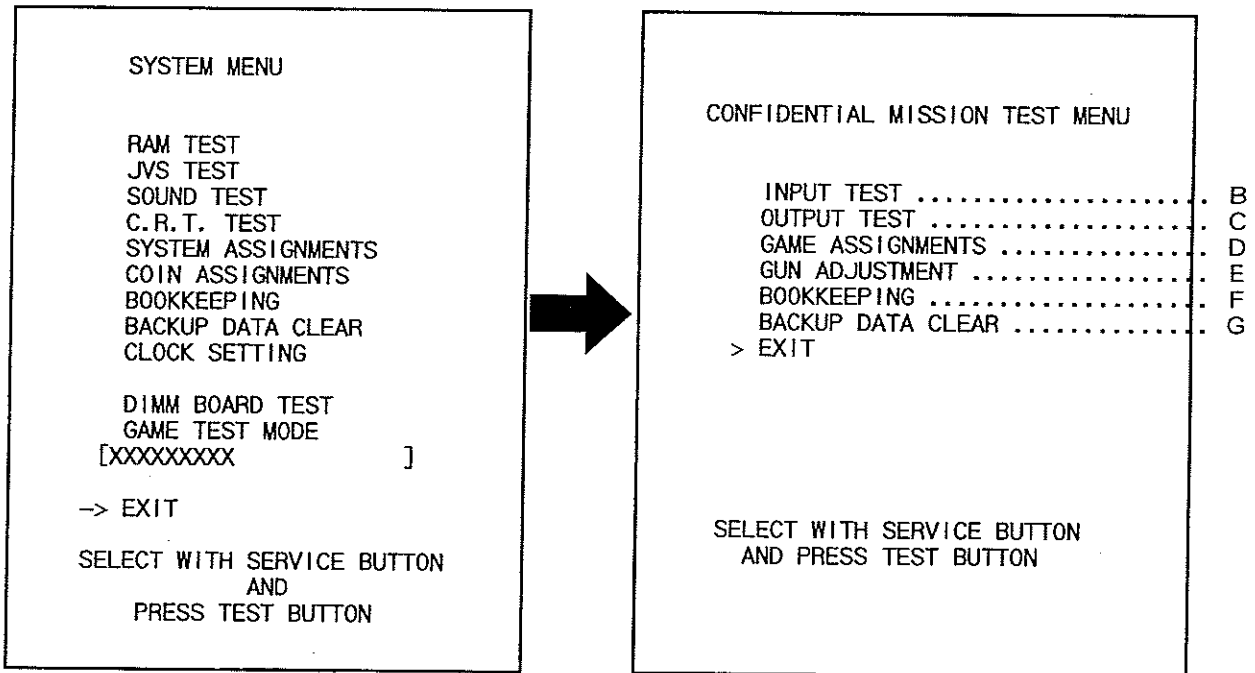 SYSTEM MENU
RAM TEST
JVS TEST
SOUND TEST
C.R.T. TEST
SYSTEM ASSIGNMENTS
COIN ASSIGNMENTS
BOOKKEEPING
BACKUP DATA CLEAR
CLOCK SETTING
DIMM BOARD TEST
GAME TEST MODE
[XXXXXXXXX ]
-> EXIT
SELECT WITH SERVICE BUTTON
AND
PRESS TEST BUTTON
CONFIDENTIAL MISSION TEST MENU
INPUT TEST ...................... B
OUTPUT TEST .................... C
GAME ASSIGNMENTS ................ D
GUN ADJUSTMENT ................. E
BOOKKEEPING .................... F
BACKUP DATA CLEAR .............. G
> EXIT
SELECT WITH SERVICE BUTTON
AND PRESS TEST BUTTON